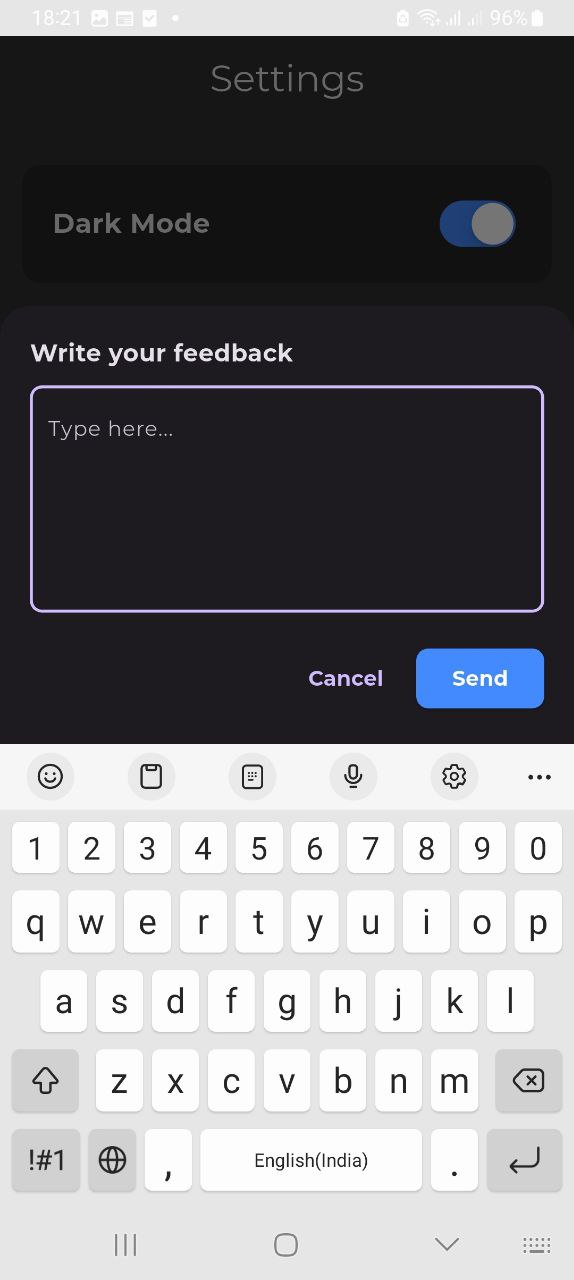 18:21 96%
Settings
Dark Mode
Write your feedback
Type here...
Cancel Send
1 2 3 4 5 6 7 8 9 0
q w e r t y u i o p
a s d f g h j k l
z x c v b n m
!#1 , English(India) .